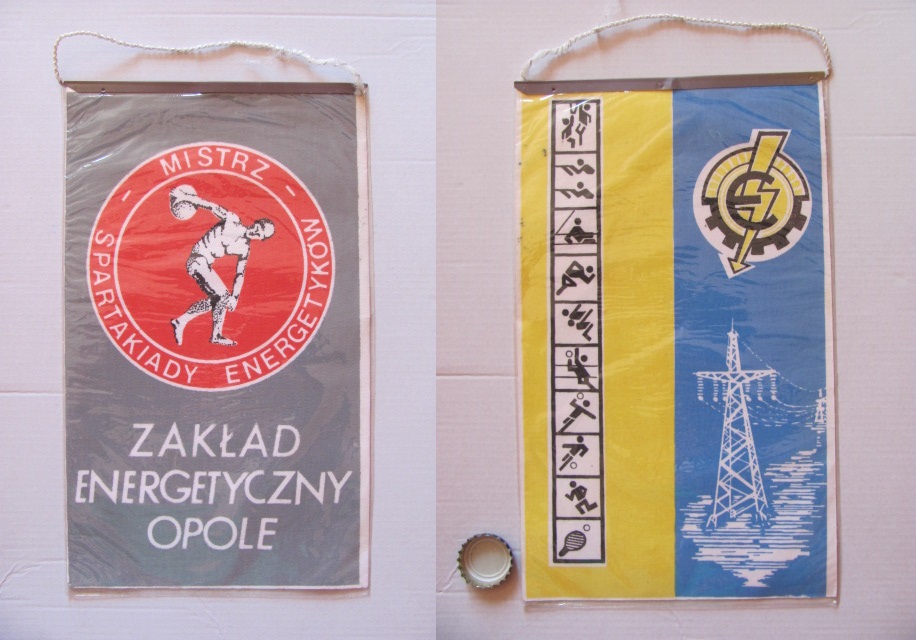 MISTRZ
SPARTAKIADY ENERGETYKÓW
ZAKŁAD
ENERGETYCZNY
OPOLE